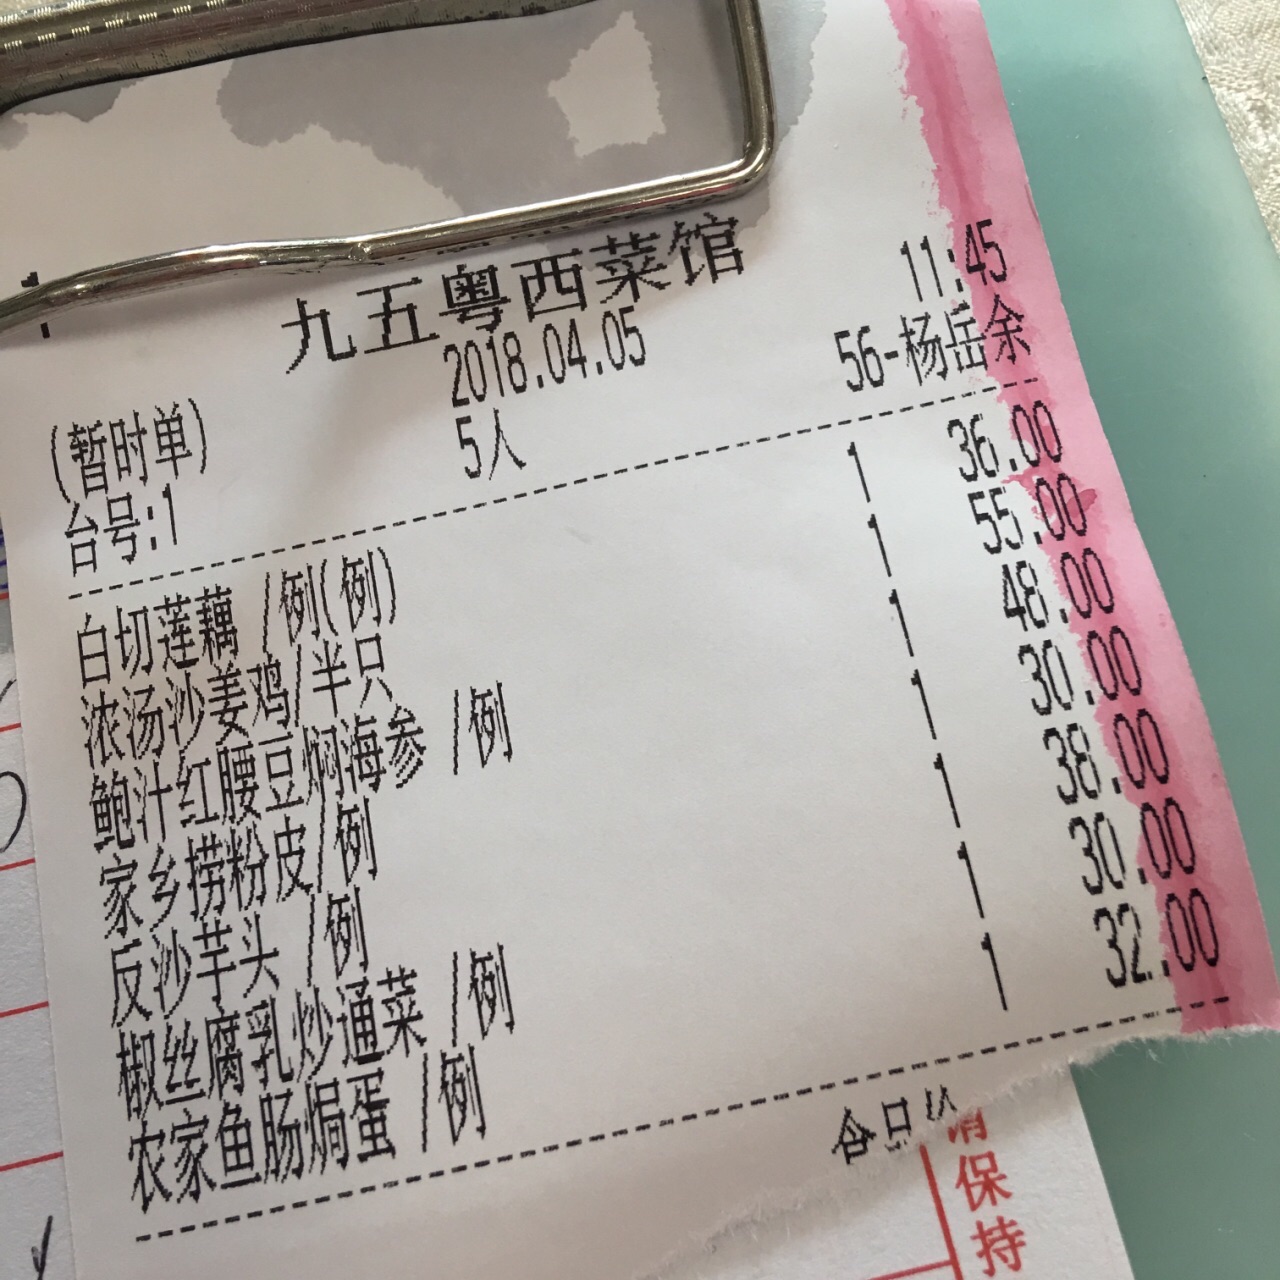 九五粤西菜馆
2018.04.05 11:45
(暂时单) 5人 56-杨岳余
台号:1
白切莲藕 /例(例) 1 36.00
浓汤沙姜鸡/半只 1 55.00
鲍汁红腰豆焖海参 /例 1 48.00
家乡捞粉皮/例 1 30.00
反沙芋头 /例 1 38.00
椒丝腐乳炒通菜 /例 1 30.00
农家鱼肠焗蛋 /例 1 32.00
请保持